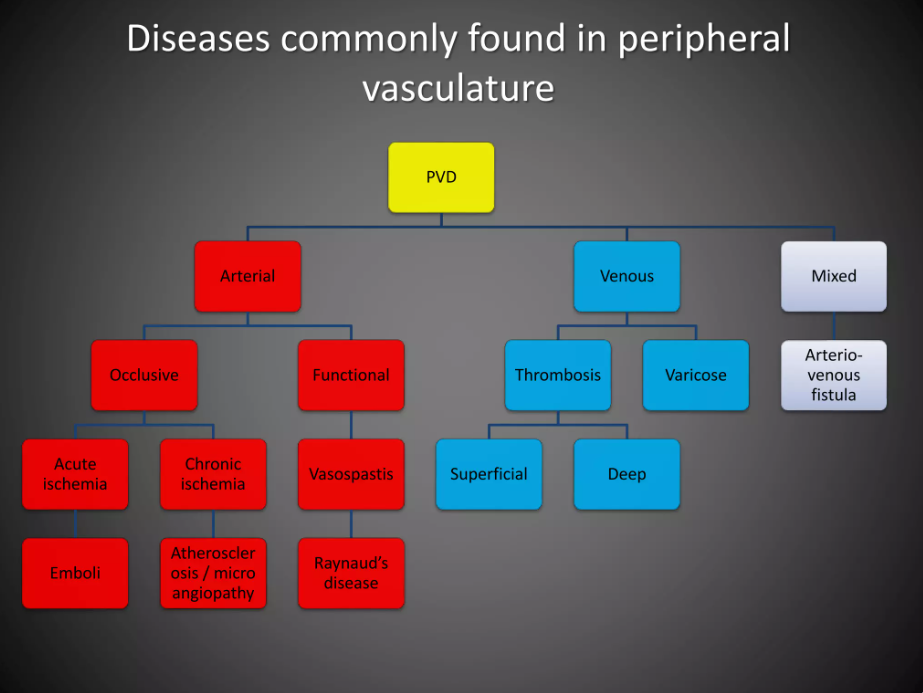 Diseases commonly found in peripheral
vasculature
PVD
Arterial
Venous
Mixed
Occlusive
Functional
Thrombosis
Varicose
Arterio-
venous
fistula
Acute
ischemia
Chronic
ischemia
Vasospastis
Superficial
Deep
Emboli
Atheroscler
osis / micro
angiopathy
Raynaud’s
disease